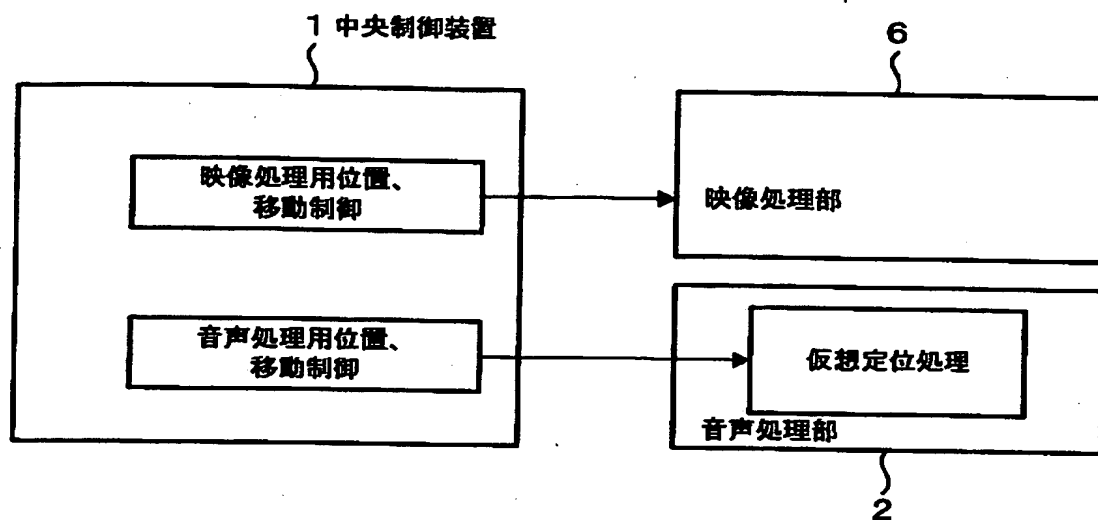 1 中央制御装置
6
映像処理用位置、
移動制御
映像処理部
音声処理用位置、
移動制御
仮想定位処理
音声処理部
2